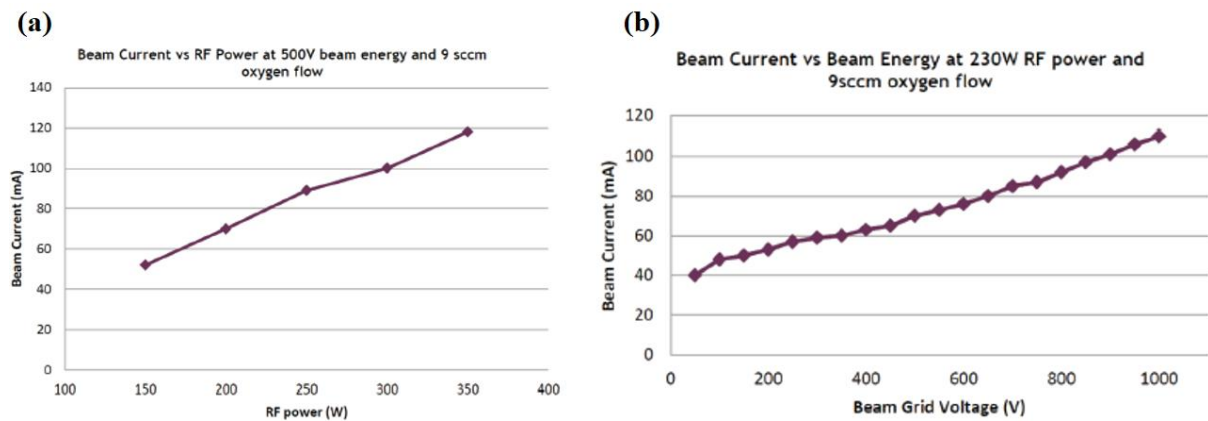 (a)
Beam Current vs RF Power at 500V beam energy and 9 sccm
oxygen flow
140
120
100
80
60
40
20
0
Beam Current (mA)
100 150 200 250 300 350 400
RF power (W)
(b)
Beam Current vs Beam Energy at 230W RF power and
9sccm oxygen flow
120
100
80
60
40
20
0
Beam Current (mA)
0 200 400 600 800 1000
Beam Grid Voltage (V)